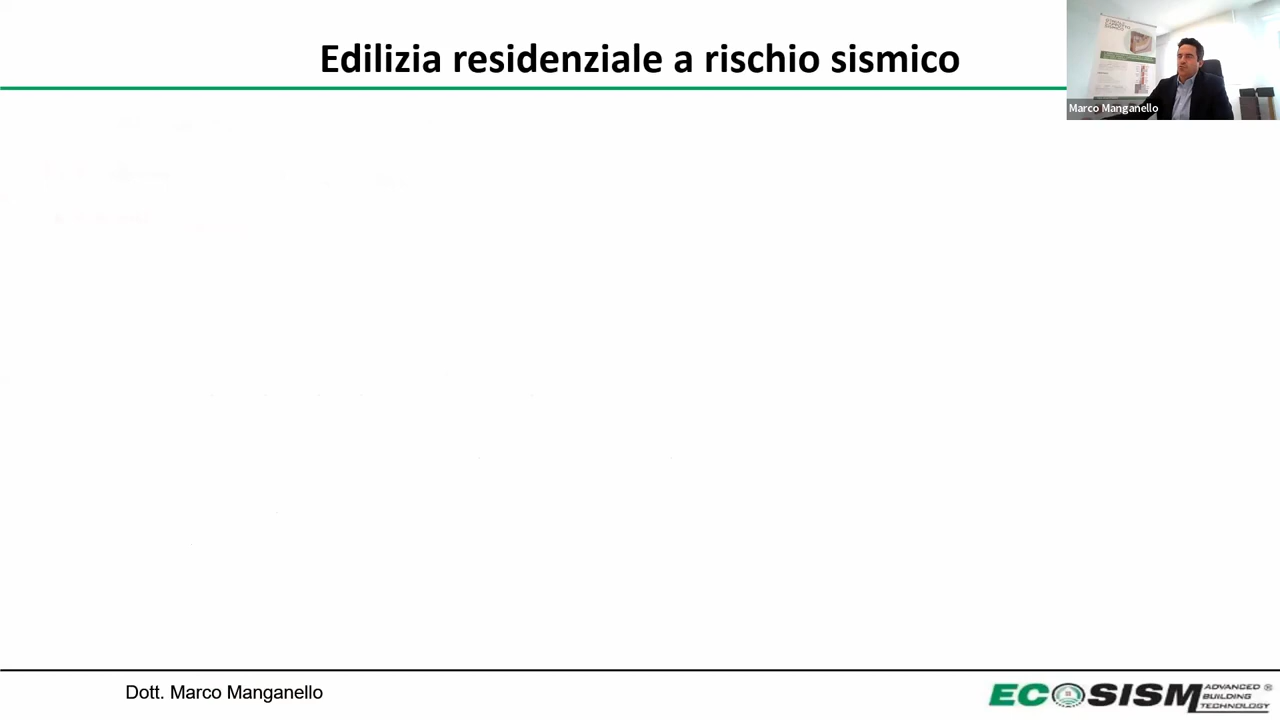 Edilizia residenziale a rischio sismico
Marco Manganello
Dott. Marco Manganello
ECOSISM ADVANCED ®
BUILDING
TECHNOLOGY